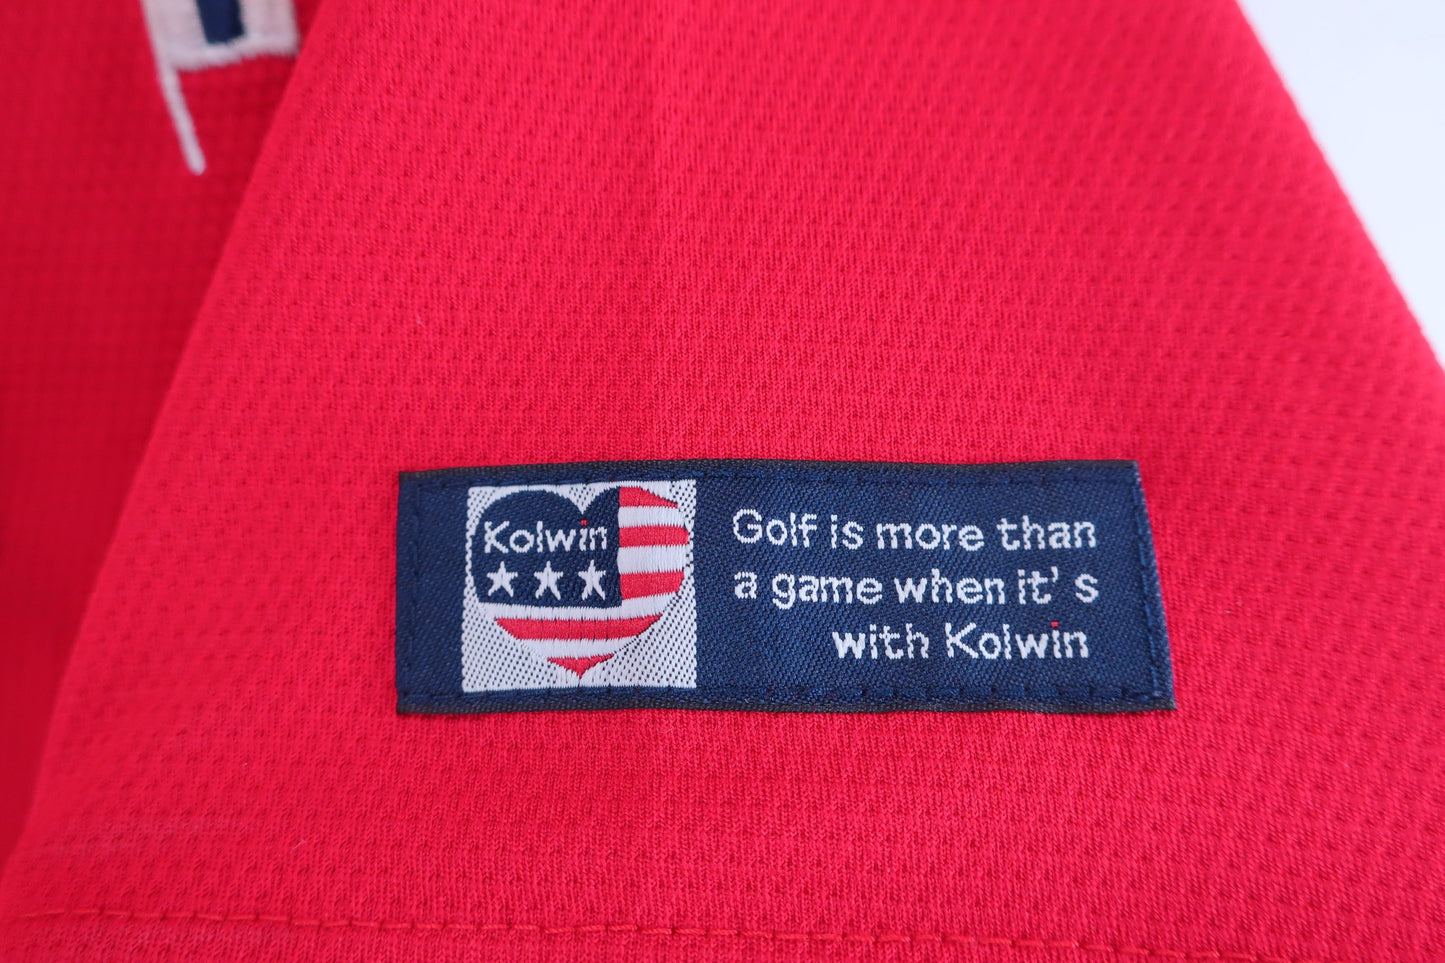 Kolwin
Golf is more than
a game when it's
with Kolwin